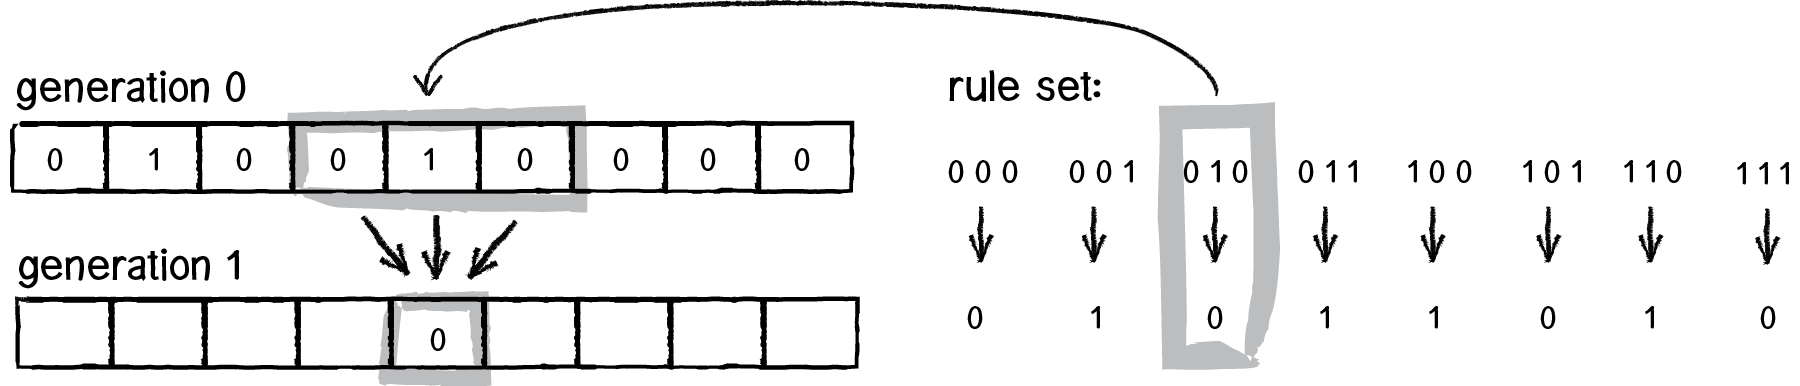 generation 0
0 1 0 0 1 0 0 0 0
generation 1
0
rule set:
000 001 010 011 100 101 110 111
0 1 0 1 1 0 1 0